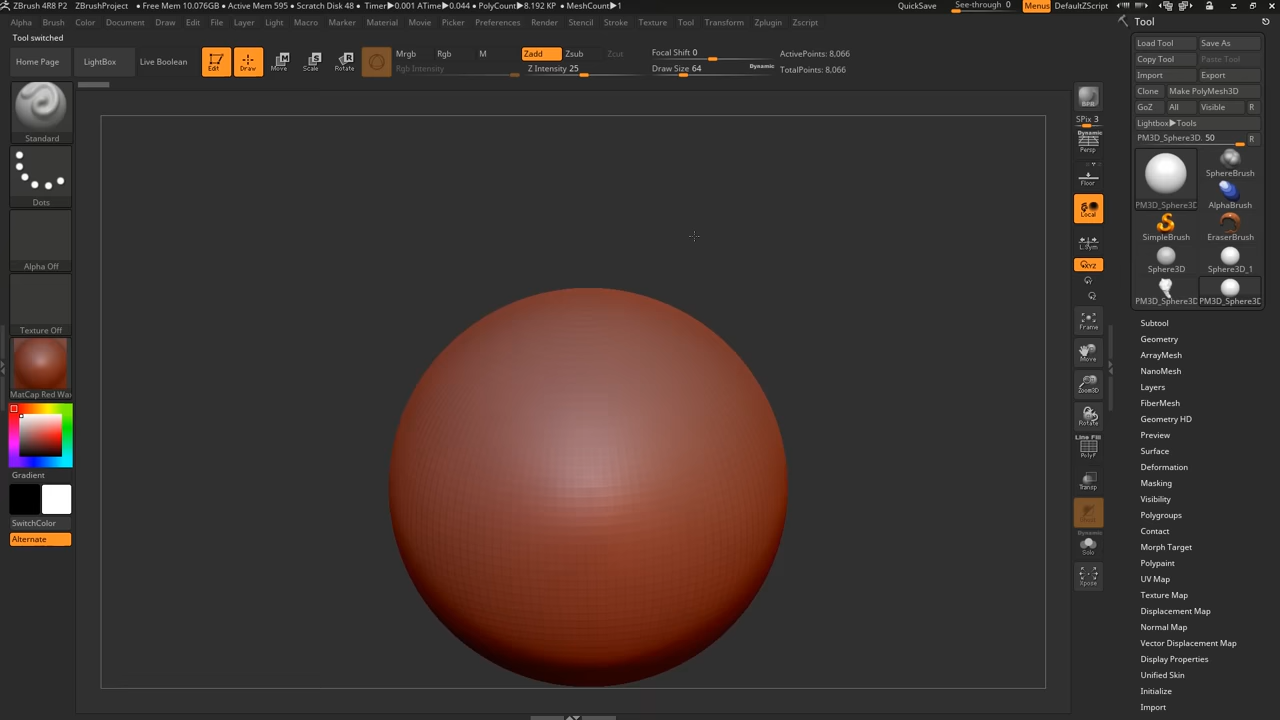 ZBrush 4R8 P2 ZBrushProject • Free Mem 10.076GB • Active Mem 595 • Scratch Disk 48 • Timer▶0.001 ATime▶0.044 • PolyCount▶8.192 KP • MeshCount▶1 QuickSave See-through 0 Menus DefaultZScript
Alpha Brush Color Document Draw Edit File Layer Light Macro Marker Material Movie Picker Preferences Render Stencil Stroke Texture Tool Transform Zplugin Zscript
Tool switched
Home Page LightBox Live Boolean
Edit Draw Move Scale Rotate
Mrgb Rgb M
Rgb Intensity
Zadd Zsub Zcut
Z Intensity 25
Focal Shift 0
Draw Size 64 Dynamic
ActivePoints: 8,066
TotalPoints: 8,066
Standard
Dots
Alpha Off
Texture Off
MatCap Red Wa
Gradient
SwitchColor
Alternate
BPR
SPix 3
Dynamic
Persp
Floor
Local
L.Sym
XYZ
Frame
Move
Zoom3D
Rotate
Line Fill
PolyF
Transp
Dynamic
Solo
Xpose
Tool
Load Tool Save As
Copy Tool Paste Tool
Import Export
Clone Make PolyMesh3D
GoZ All Visible R
Lightbox▶Tools
PM3D_Sphere3D. 50 R
PM3D_Sphere3D SphereBrush
AlphaBrush
SimpleBrush EraserBrush
Sphere3D Sphere3D_1
PM3D_Sphere3D PM3D_Sphere3D
Subtool
Geometry
ArrayMesh
NanoMesh
Layers
FiberMesh
Geometry HD
Preview
Surface
Deformation
Masking
Visibility
Polygroups
Contact
Morph Target
Polypaint
UV Map
Texture Map
Displacement Map
Normal Map
Vector Displacement Map
Display Properties
Unified Skin
Initialize
Import